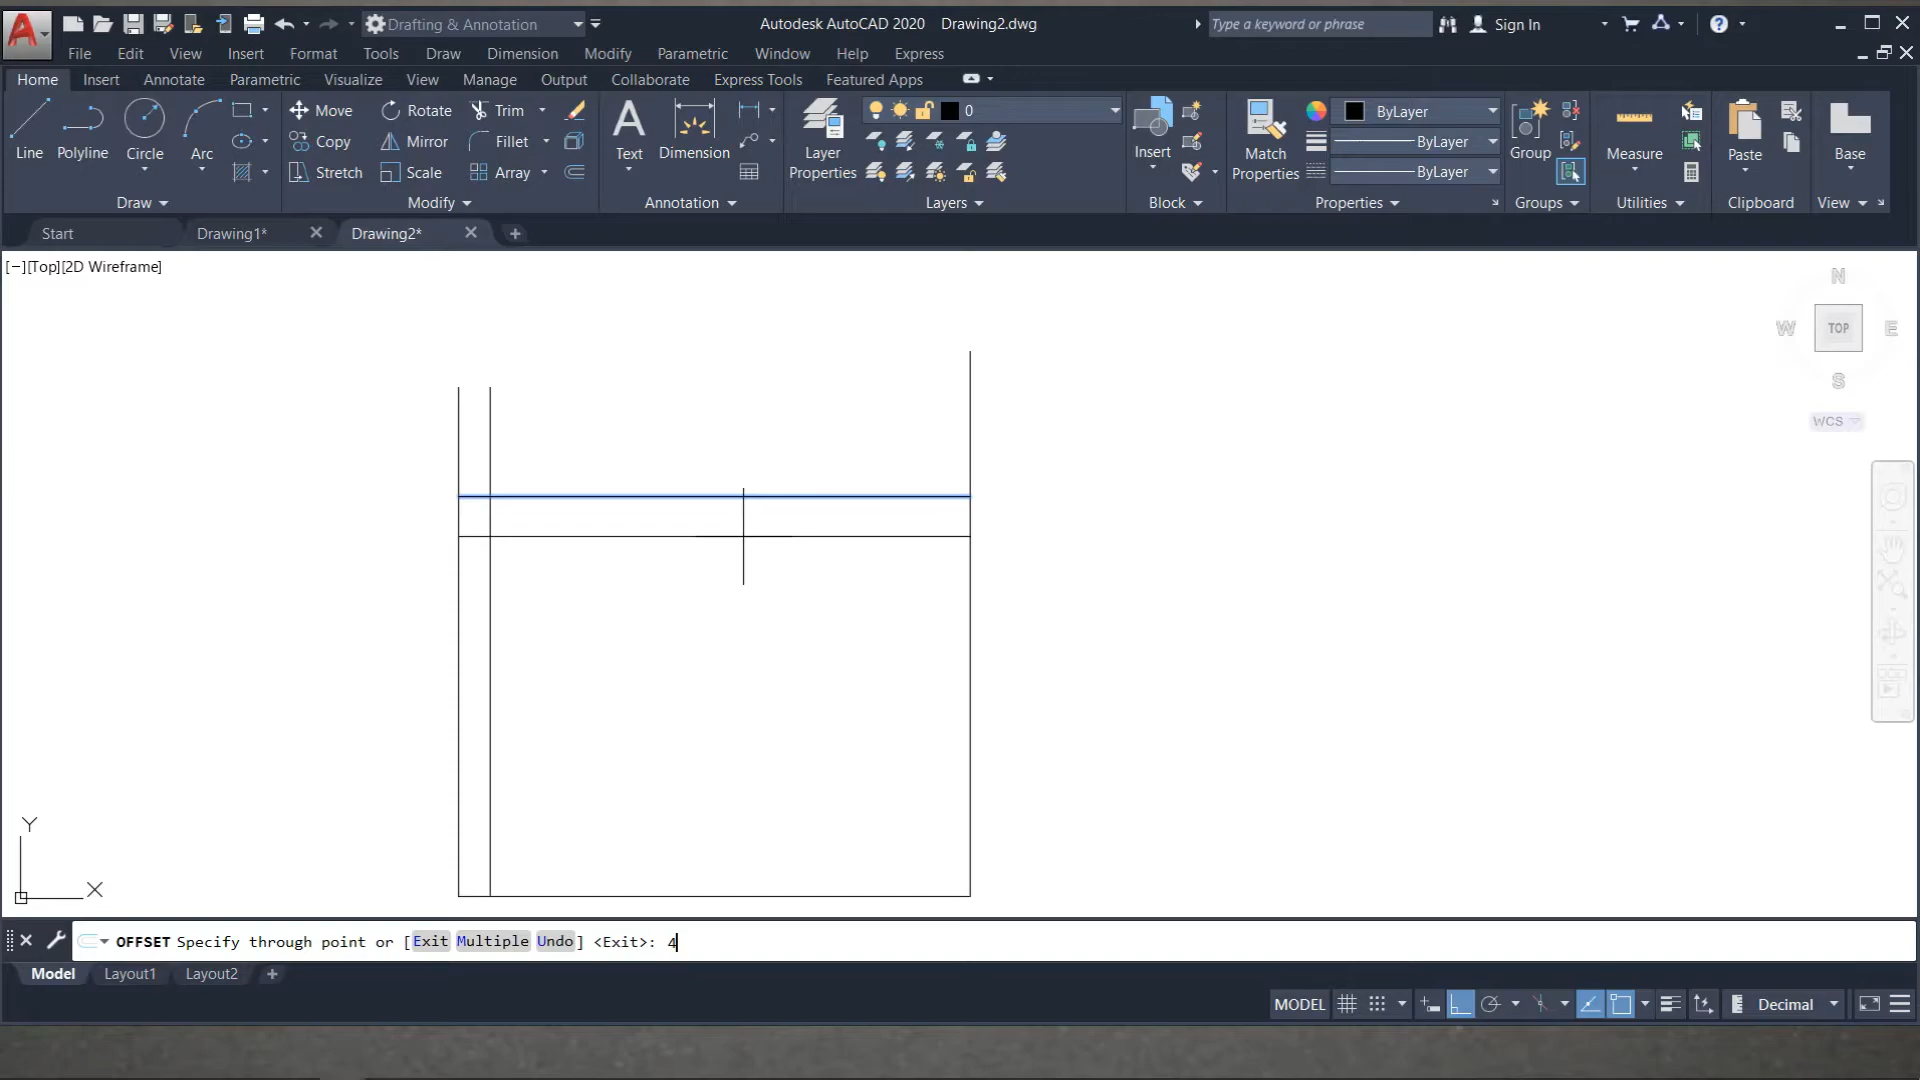 Drafting & Annotation
Autodesk AutoCAD 2020 Drawing2.dwg
Type a keyword or phrase
Sign In
File Edit View Insert Format Tools Draw Dimension Modify Parametric Window Help Express
Home Insert Annotate Parametric Visualize View Manage Output Collaborate Express Tools Featured Apps
Line Polyline Circle Arc
Move Rotate Trim
Copy Mirror Fillet
Stretch Scale Array
Text Dimension
Layer Properties
0
Insert
Match Properties
ByLayer
ByLayer
ByLayer
Group Measure Paste Base
Draw Modify Annotation Layers Block Properties Groups Utilities Clipboard View
Start Drawing1* Drawing2*
[−][Top][2D Wireframe]
N
W TOP E
S
WCS
Y
X
OFFSET Specify through point or [Exit Multiple Undo] <Exit>: 4
Model Layout1 Layout2
MODEL Decimal